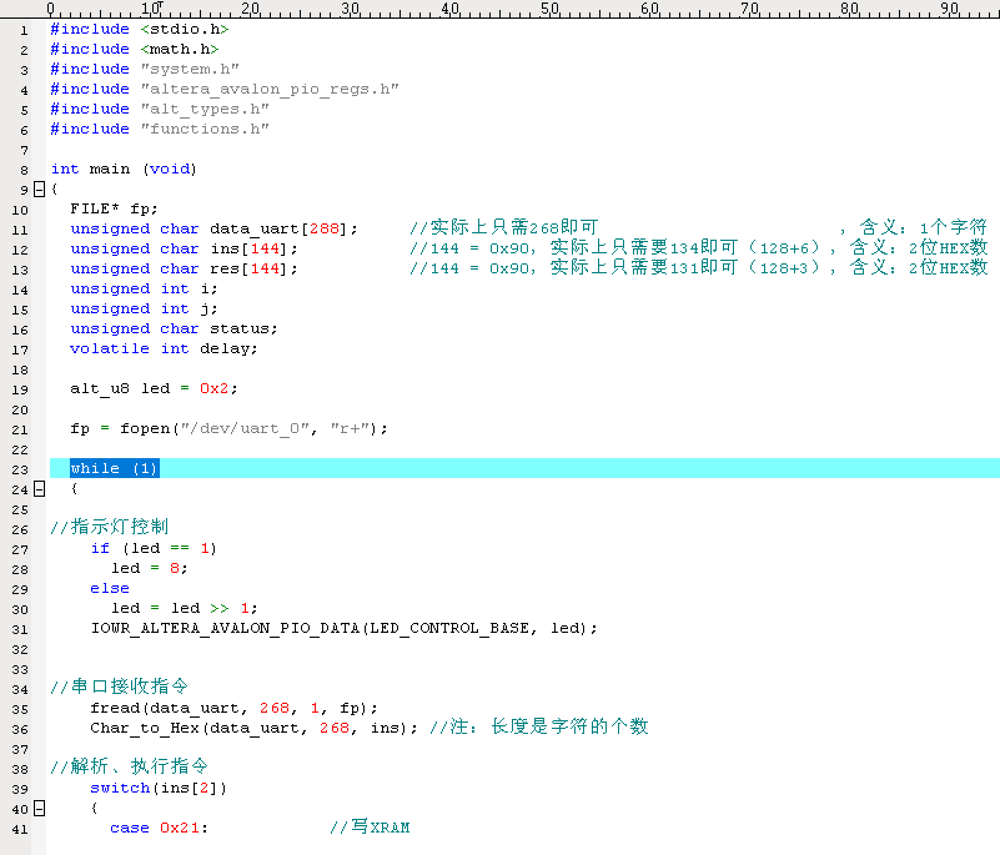 0 10 20 30 40 50 60 70 80 90
1 #include <stdio.h>
2 #include <math.h>
3 #include "system.h"
4 #include "altera_avalon_pio_regs.h"
5 #include "alt_types.h"
6 #include "functions.h"
7
8 int main (void)
9 {
10 FILE* fp;
11 unsigned char data_uart[288]; //实际上只需268即可 ，含义：1个字符
12 unsigned char ins[144]; //144 = 0x90，实际上只需要134即可（128+6），含义：2位HEX数
13 unsigned char res[144]; //144 = 0x90，实际上只需要131即可（128+3），含义：2位HEX数
14 unsigned int i;
15 unsigned int j;
16 unsigned char status;
17 volatile int delay;
18
19 alt_u8 led = 0x2;
20
21 fp = fopen("/dev/uart_0", "r+");
22
23 while (1)
24 {
25
26 //指示灯控制
27 if (led == 1)
28 led = 8;
29 else
30 led = led >> 1;
31 IOWR_ALTERA_AVALON_PIO_DATA(LED_CONTROL_BASE, led);
32
33
34 //串口接收指令
35 fread(data_uart, 268, 1, fp);
36 Char_to_Hex(data_uart, 268, ins); //注：长度是字符的个数
37
38 //解析、执行指令
39 switch(ins[2])
40 {
41 case 0x21: //写XRAM